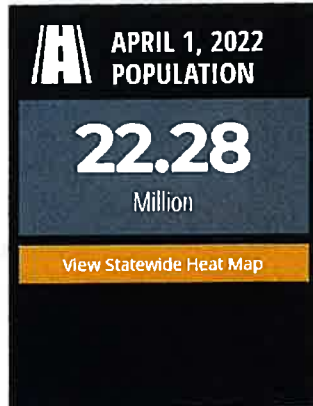 APRIL 1, 2022
POPULATION
22.28
Million
View Statewide Heat Map